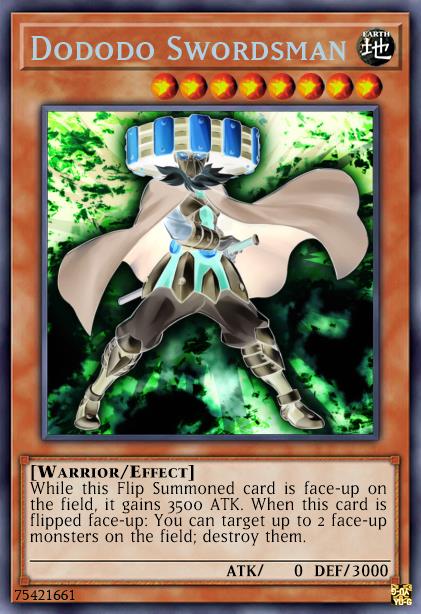 DODODO SWORDSMAN
EARTH
地
[WARRIOR/EFFECT]
While this Flip Summoned card is face-up on
the field, it gains 3500 ATK. When this card is
flipped face-up: You can target up to 2 face-up
monsters on the field; destroy them.
ATK/ 0 DEF/3000
75421661